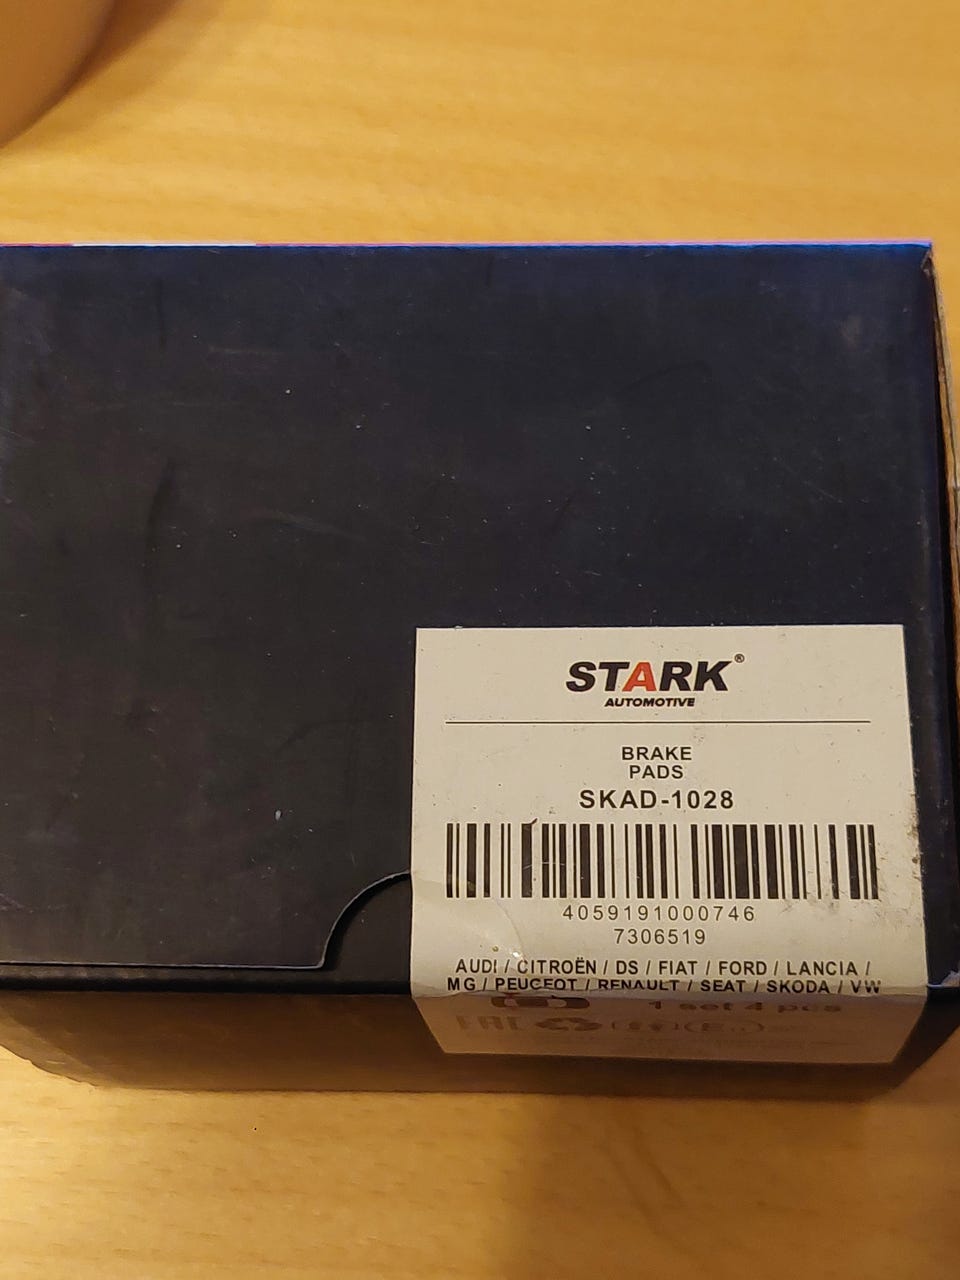 STARK®
AUTOMOTIVE
BRAKE
PADS
SKAD-1028
4059191000746
7306519
AUDI / CITROËN / DS / FIAT / FORD / LANCIA /
MG / PEUGEOT / RENAULT / SEAT / SKODA / VW
1 set 4 pcs
EAC